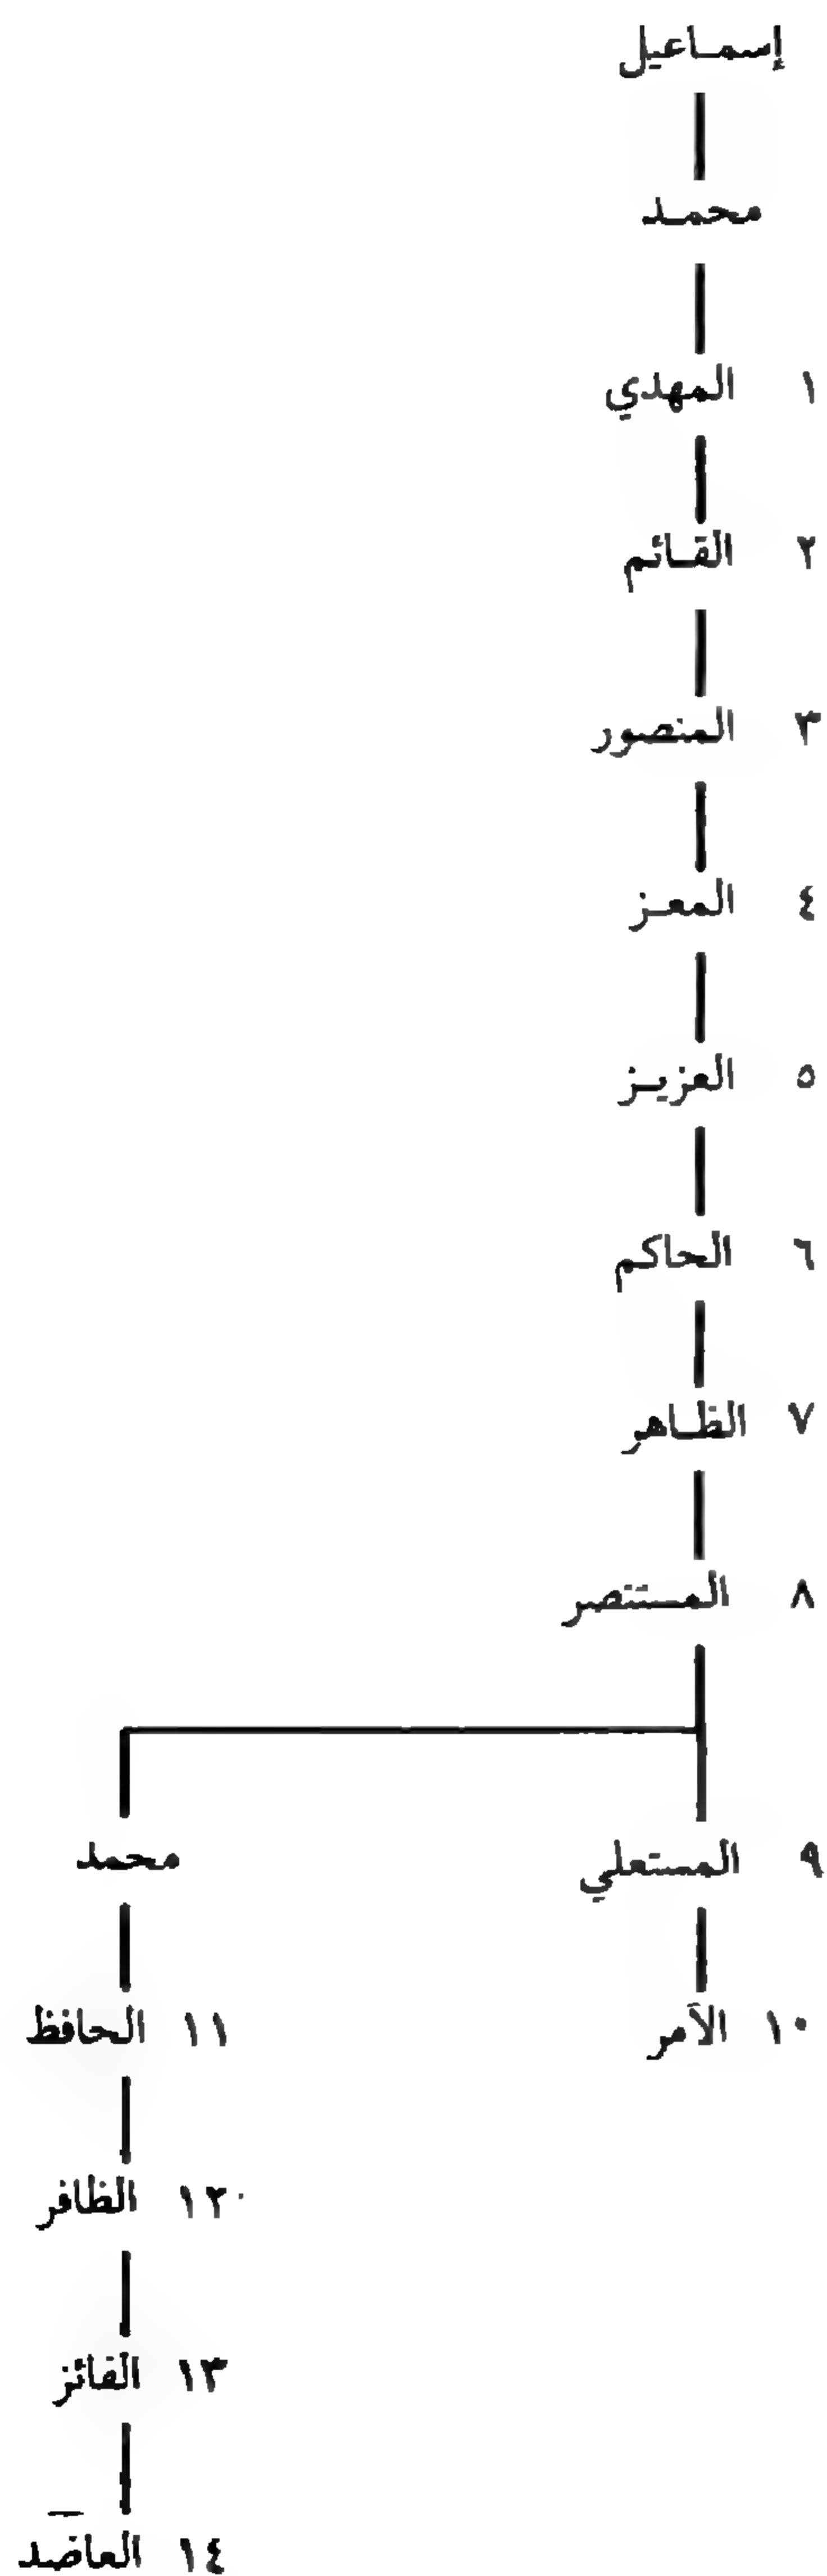 إسماعيل
محمد
١ المهدي
٢ القائم
٣ المنصور
٤ المعز
٥ العزيز
٦ الحاكم
٧ الظاهر
٨ المستنصر
٩ المستعلي
محمد
١٠ الآمر
١١ الحافظ
١٢ الظافر
١٣ الفائز
١٤ العاضد